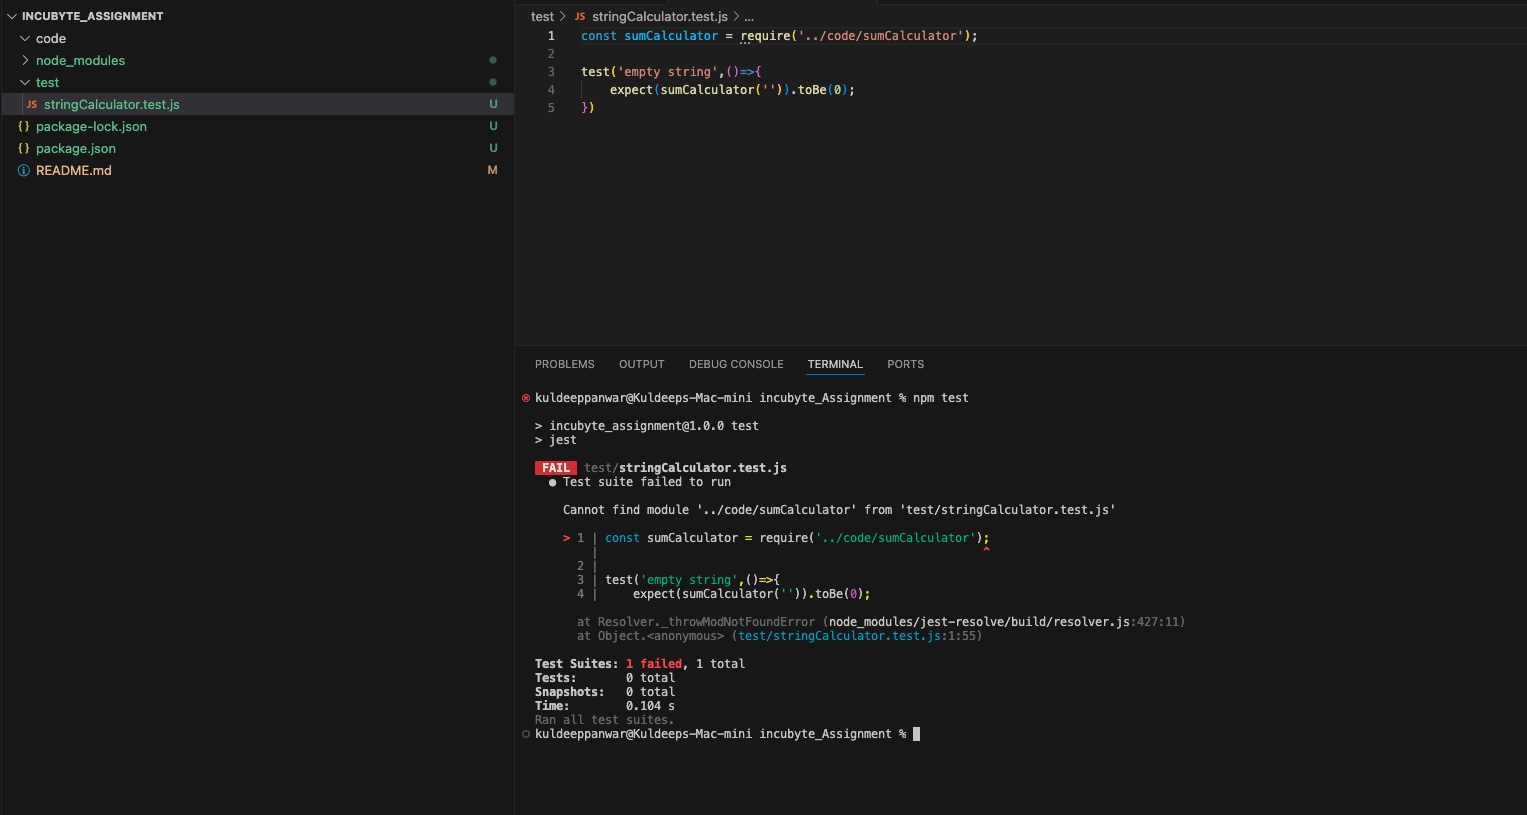 INCUBYTE_ASSIGNMENT
code
node_modules
test
JS stringCalculator.test.js U
{} package-lock.json U
{} package.json U
README.md M
test > JS stringCalculator.test.js > ...
1 const sumCalculator = require('../code/sumCalculator');
2
3 test('empty string',()=>{
4 expect(sumCalculator('')).toBe(0);
5 })
PROBLEMS OUTPUT DEBUG CONSOLE TERMINAL PORTS
kuldeeppanwar@Kuldeeps-Mac-mini incubyte_Assignment % npm test
> incubyte_assignment@1.0.0 test
> jest
FAIL test/stringCalculator.test.js
● Test suite failed to run
Cannot find module '../code/sumCalculator' from 'test/stringCalculator.test.js'
> 1 | const sumCalculator = require('../code/sumCalculator');
| ^
2 |
3 | test('empty string',()=>{
4 | expect(sumCalculator('')).toBe(0);
at Resolver._throwModNotFoundError (node_modules/jest-resolve/build/resolver.js:427:11)
at Object.<anonymous> (test/stringCalculator.test.js:1:55)
Test Suites: 1 failed, 1 total
Tests: 0 total
Snapshots: 0 total
Time: 0.104 s
Ran all test suites.
kuldeeppanwar@Kuldeeps-Mac-mini incubyte_Assignment %